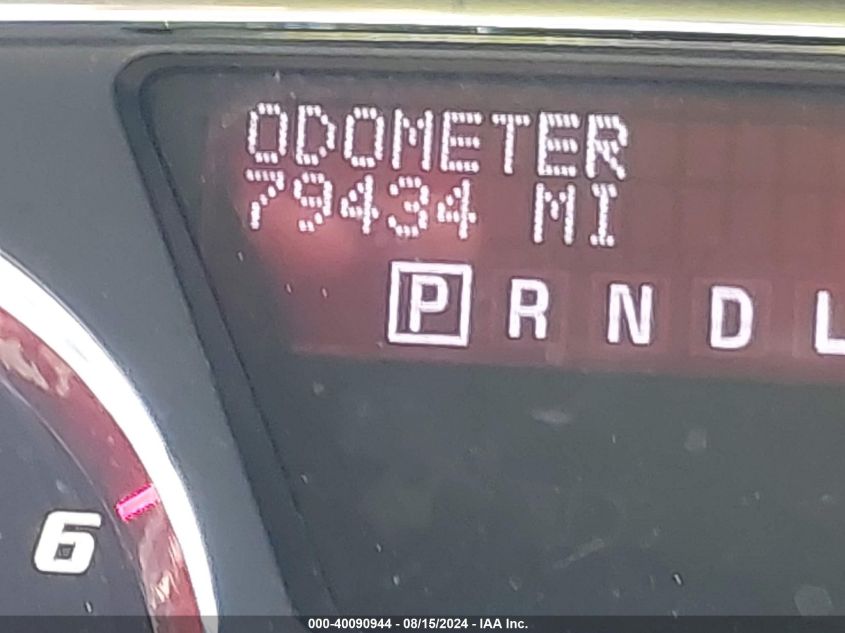 ODOMETER
79434 MI
P R N D L
6
000-40090944 - 08/15/2024 - IAA Inc.